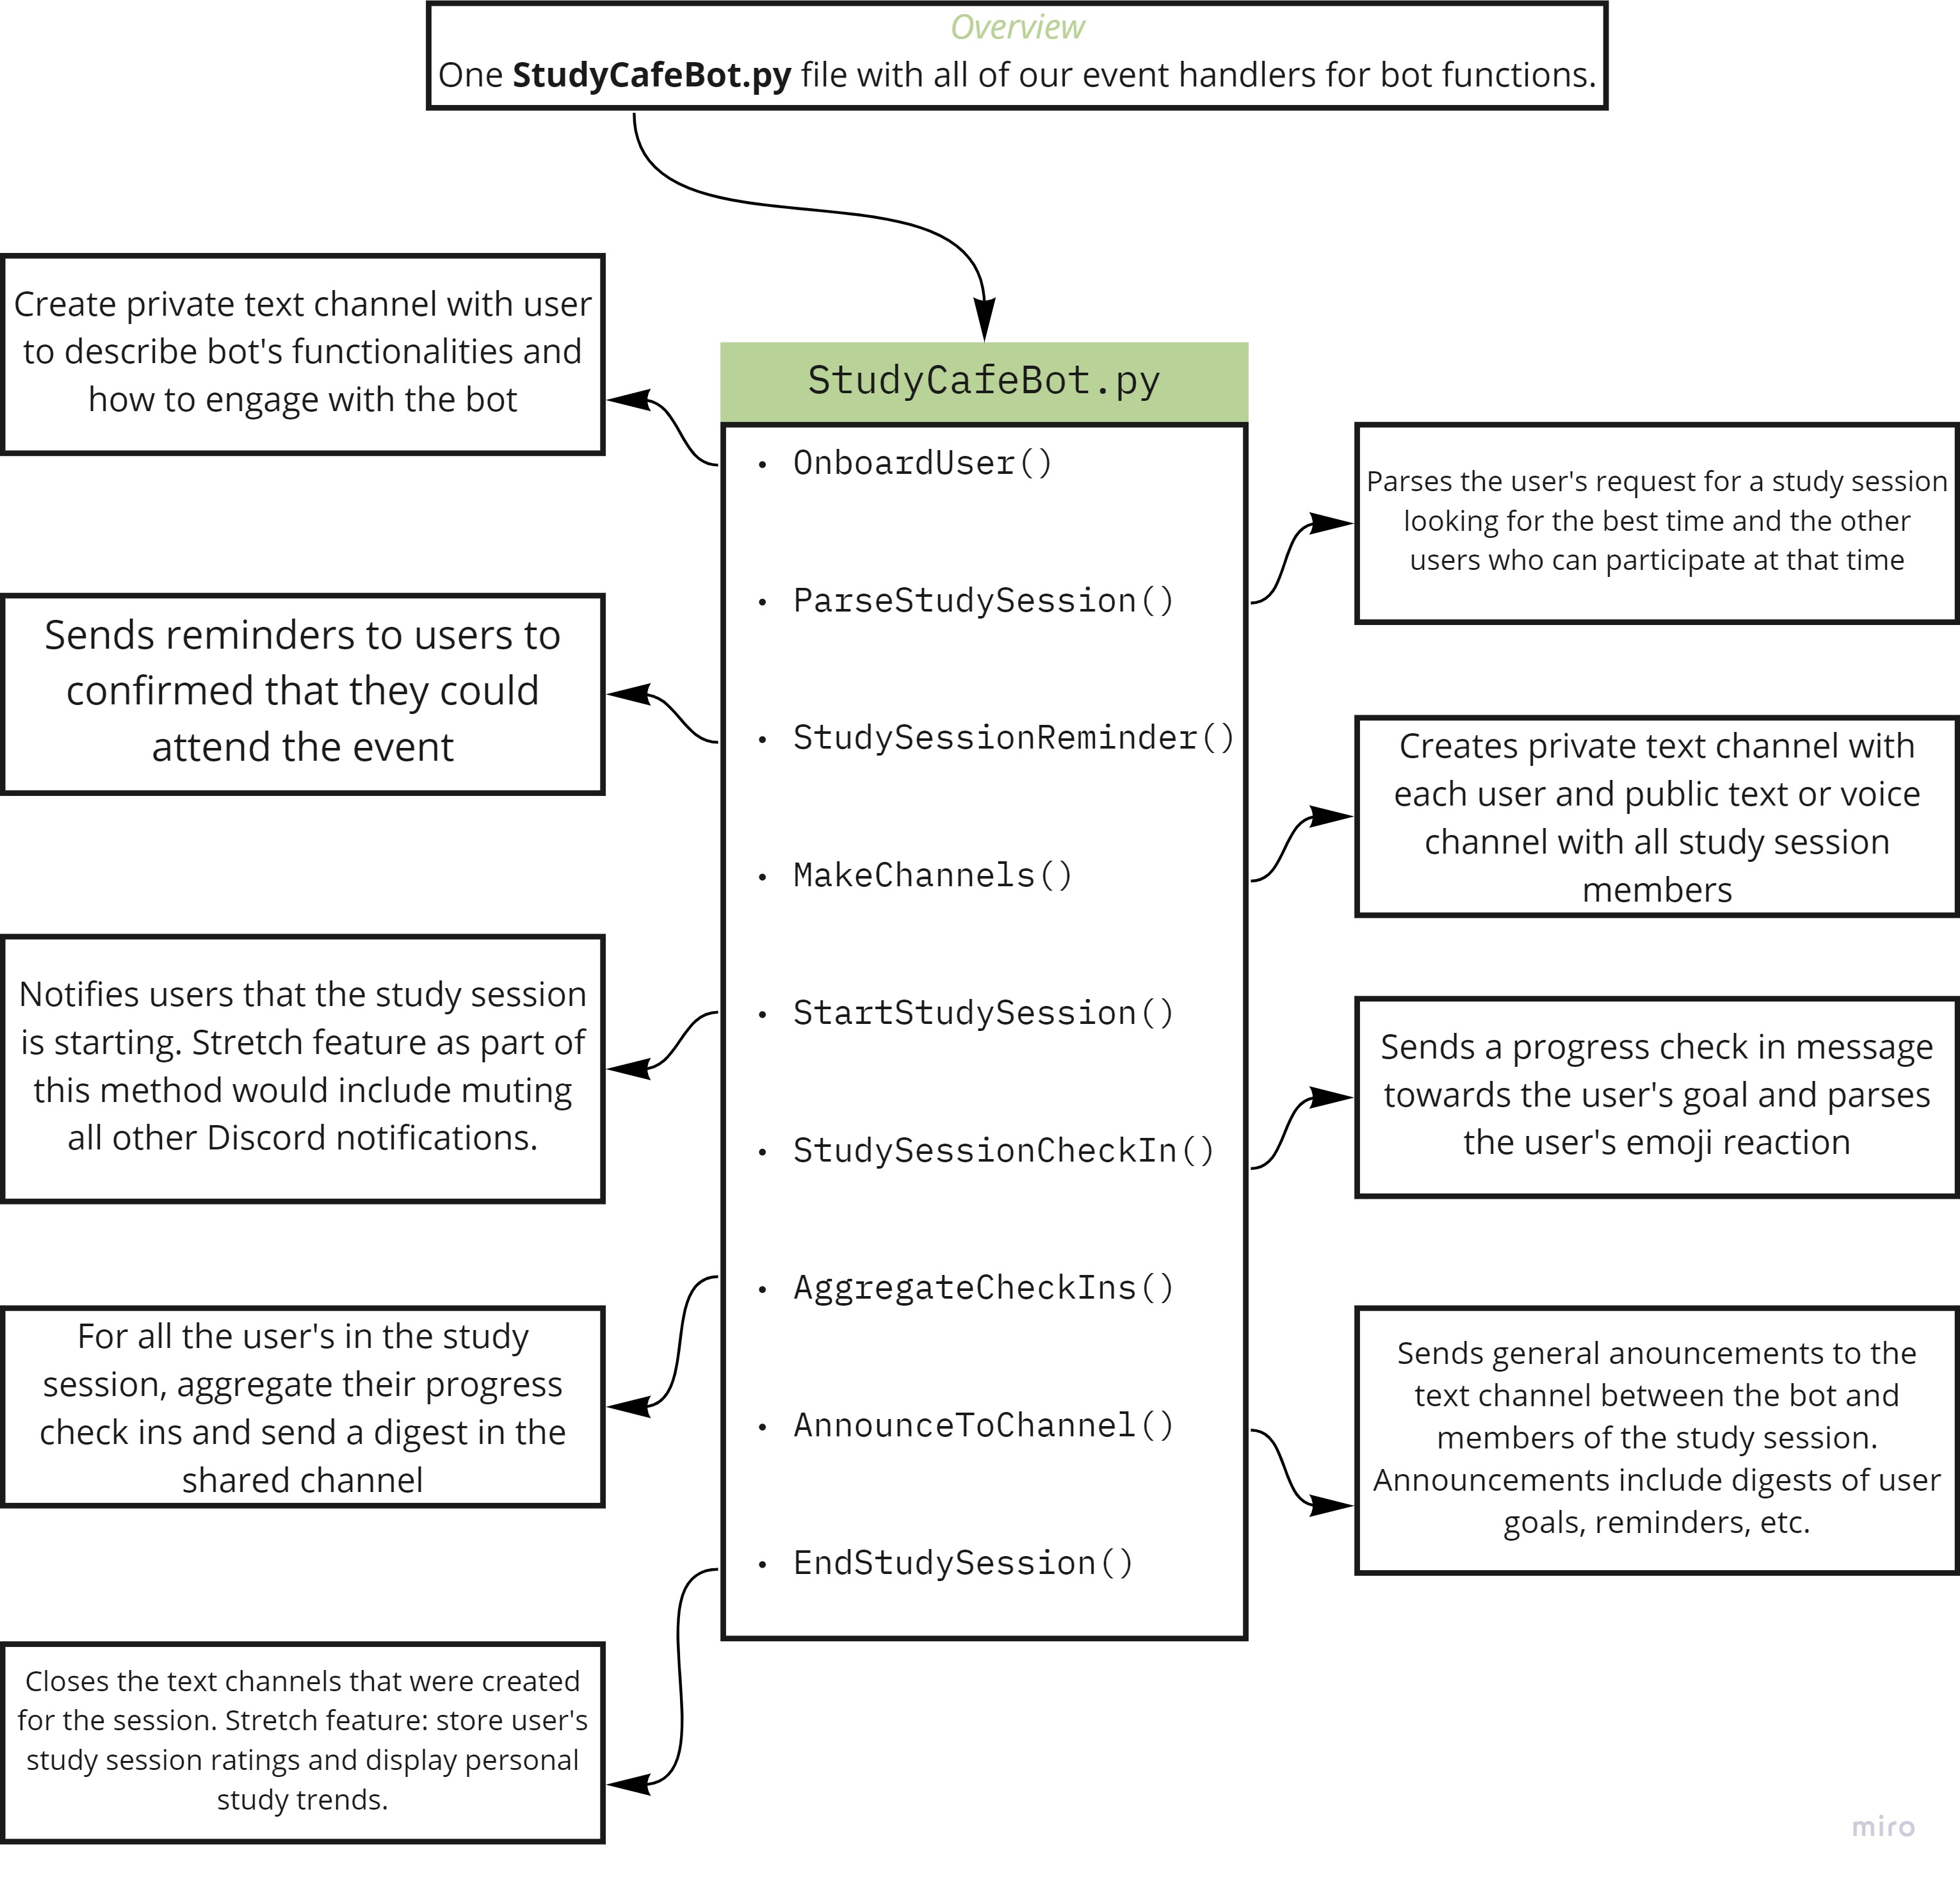 Overview
One StudyCafeBot.py file with all of our event handlers for bot functions.
Create private text channel with user
to describe bot's functionalities and
how to engage with the bot
Sends reminders to users to
confirmed that they could
attend the event
Notifies users that the study session
is starting. Stretch feature as part of
this method would include muting
all other Discord notifications.
For all the user's in the study
session, aggregate their progress
check ins and send a digest in the
shared channel
Closes the text channels that were created
for the session. Stretch feature: store user's
study session ratings and display personal
study trends.
StudyCafeBot.py
• OnboardUser()
• ParseStudySession()
• StudySessionReminder()
• MakeChannels()
• StartStudySession()
• StudySessionCheckIn()
• AggregateCheckIns()
• AnnounceToChannel()
• EndStudySession()
Parses the user's request for a study session
looking for the best time and the other
users who can participate at that time
Creates private text channel with
each user and public text or voice
channel with all study session
members
Sends a progress check in message
towards the user's goal and parses
the user's emoji reaction
Sends general anouncements to the
text channel between the bot and
members of the study session.
Announcements include digests of user
goals, reminders, etc.
miro